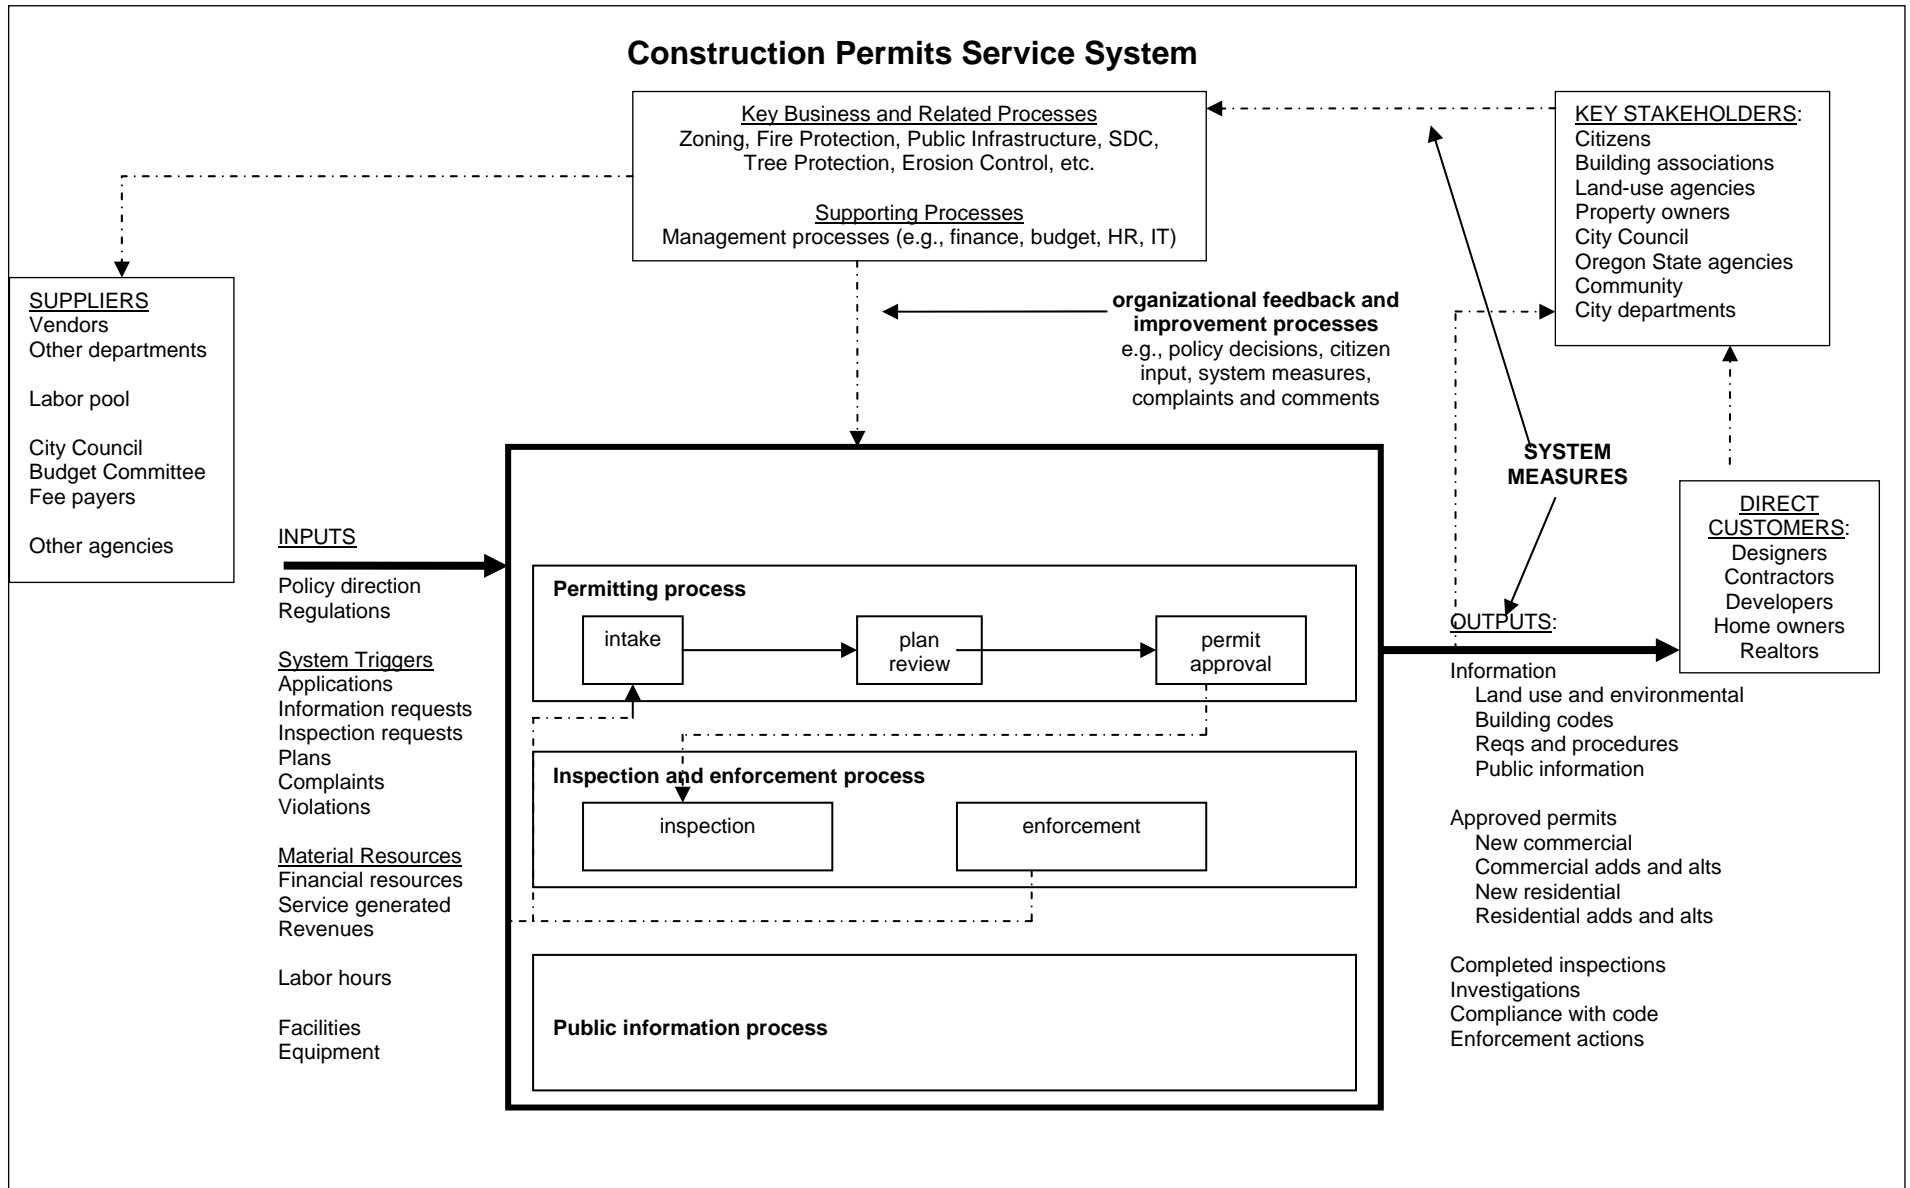 Construction Permits Service System
Key Business and Related Processes
Zoning, Fire Protection, Public Infrastructure, SDC,
Tree Protection, Erosion Control, etc.
Supporting Processes
Management processes (e.g., finance, budget, HR, IT)
KEY STAKEHOLDERS:
Citizens
Building associations
Land-use agencies
Property owners
City Council
Oregon State agencies
Community
City departments
SUPPLIERS
Vendors
Other departments
Labor pool
City Council
Budget Committee
Fee payers
Other agencies
organizational feedback and
improvement processes
e.g., policy decisions, citizen
input, system measures,
complaints and comments
SYSTEM
MEASURES
DIRECT
CUSTOMERS:
Designers
Contractors
Developers
Home owners
Realtors
INPUTS
Policy direction
Regulations
System Triggers
Applications
Information requests
Inspection requests
Plans
Complaints
Violations
Material Resources
Financial resources
Service generated
Revenues
Labor hours
Facilities
Equipment
Permitting process
intake
plan
review
permit
approval
Inspection and enforcement process
inspection
enforcement
Public information process
OUTPUTS:
Information
Land use and environmental
Building codes
Reqs and procedures
Public information
Approved permits
New commercial
Commercial adds and alts
New residential
Residential adds and alts
Completed inspections
Investigations
Compliance with code
Enforcement actions